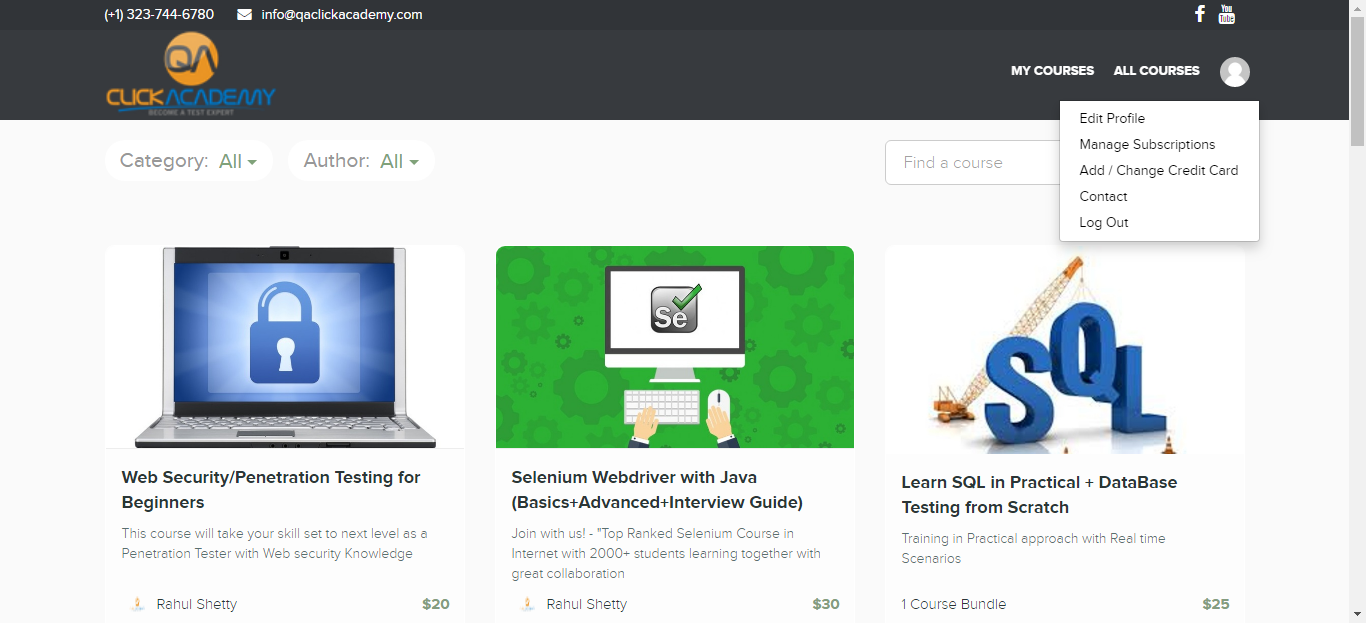 (+1) 323-744-6780 info@qaclickacademy.com
You
Tube
QA
CLICKACADEMY
BECOME A TEST EXPERT
MY COURSES ALL COURSES
Edit Profile
Manage Subscriptions
Add / Change Credit Card
Contact
Log Out
Category: All Author: All
Find a course
Se
SQL
Web Security/Penetration Testing for
Beginners
This course will take your skill set to next level as a
Penetration Tester with Web security Knowledge
Rahul Shetty $20
Selenium Webdriver with Java
(Basics+Advanced+Interview Guide)
Join with us! - "Top Ranked Selenium Course in
Internet with 2000+ students learning together with
great collaboration
Rahul Shetty $30
Learn SQL in Practical + DataBase
Testing from Scratch
Training in Practical approach with Real time
Scenarios
1 Course Bundle $25